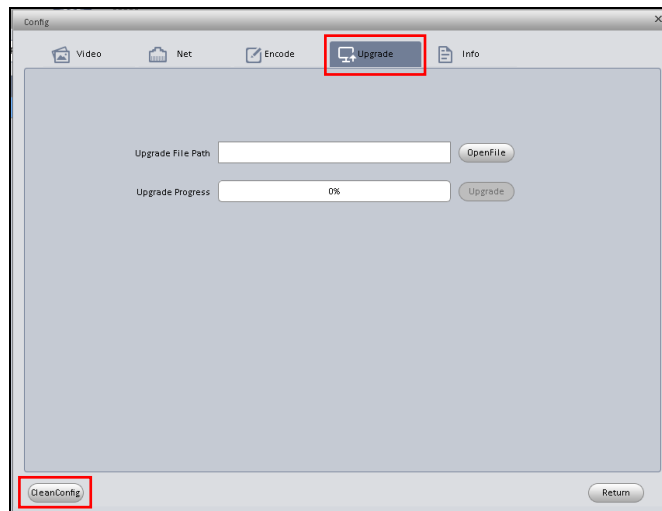 Config
Video Net Encode Upgrade Info
Upgrade File Path OpenFile
Upgrade Progress 0% Upgrade
CleanConfig Return